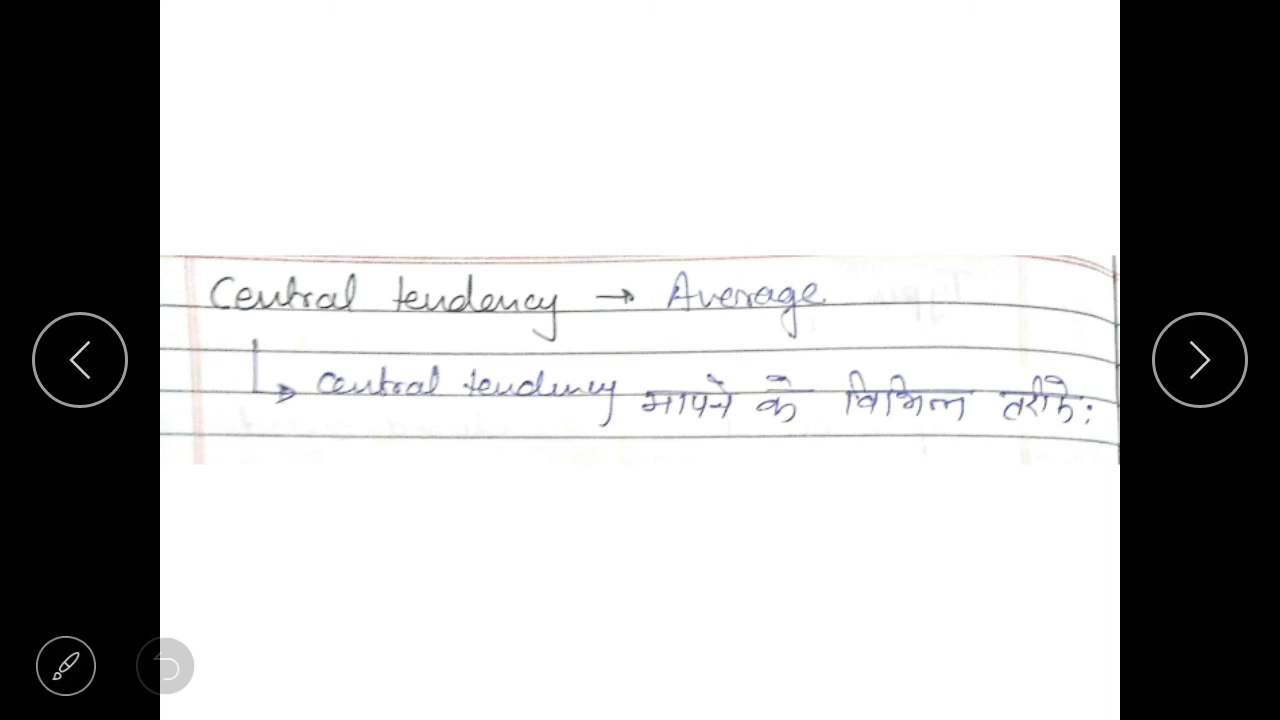 Central tendency → Average
↳ Central tendency मापने के विभिन्न तरीके: